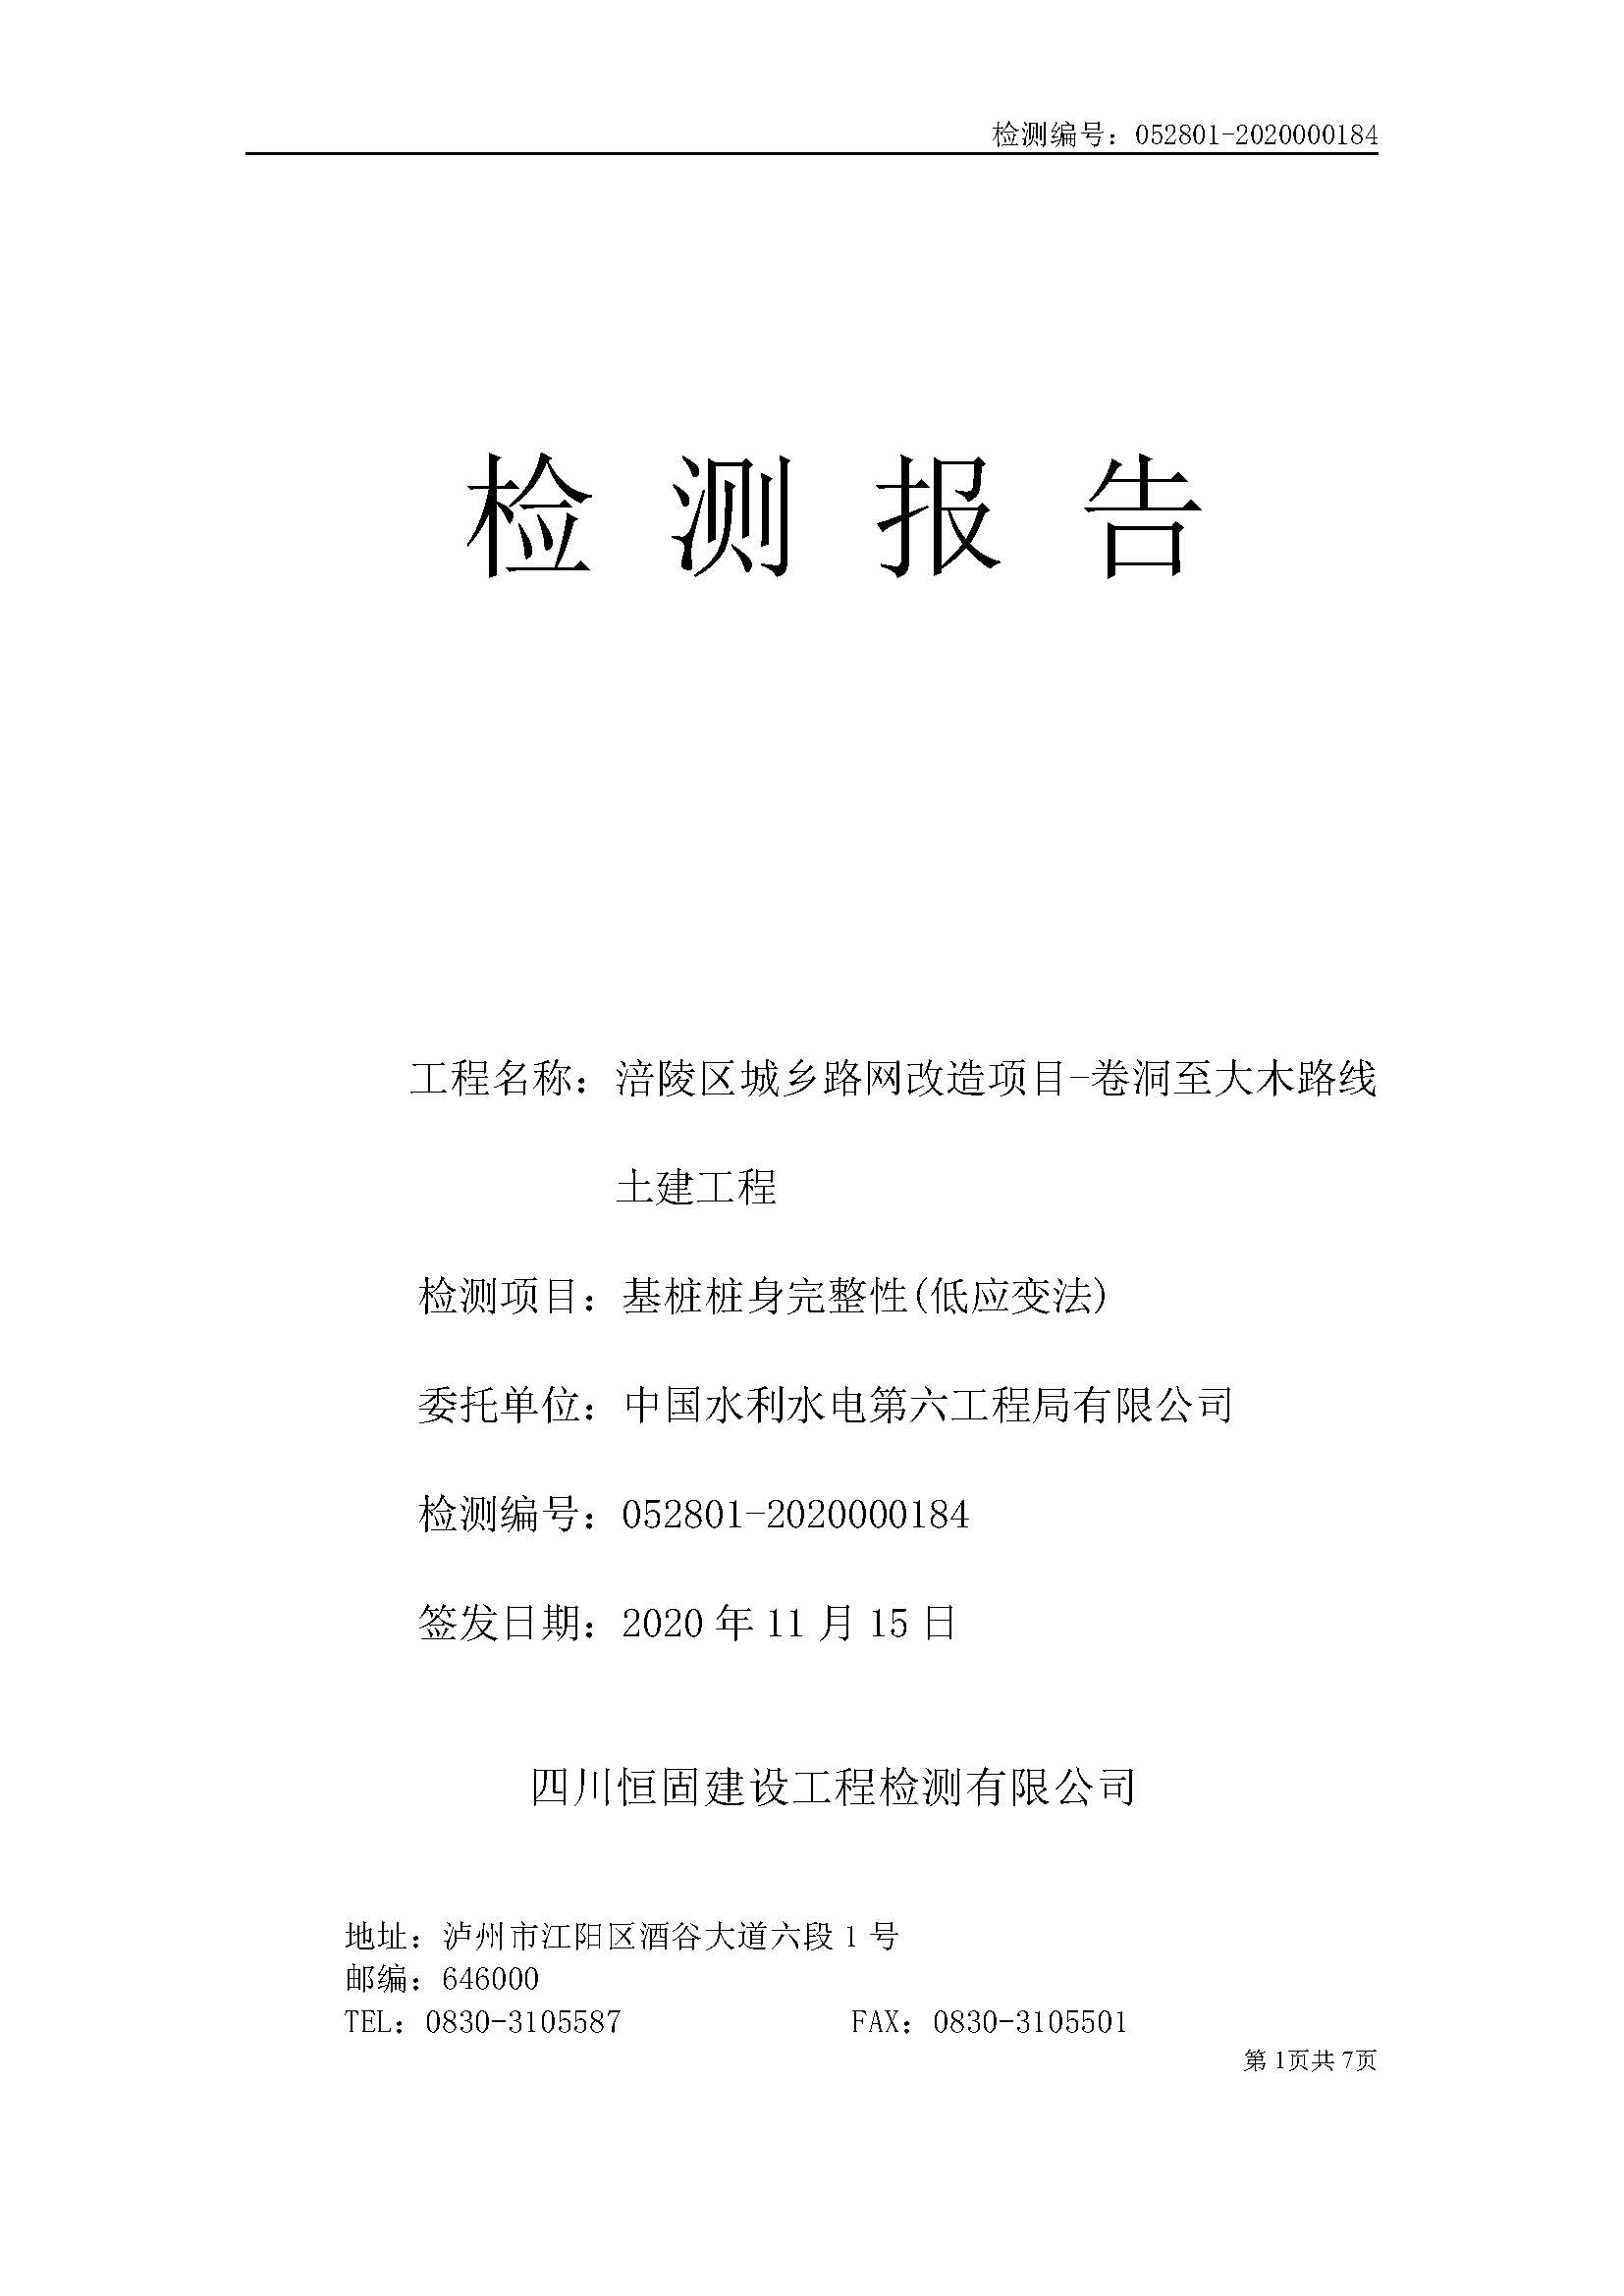 检测编号：052801-2020000184
检测报告
工程名称：涪陵区城乡路网改造项目-卷洞至大木路线
土建工程
检测项目：基桩桩身完整性(低应变法)
委托单位：中国水利水电第六工程局有限公司
检测编号：052801-2020000184
签发日期：2020 年 11 月 15 日
四川恒固建设工程检测有限公司
地址：泸州市江阳区酒谷大道六段 1 号
邮编：646000
TEL：0830-3105587 FAX：0830-3105501
第 1页共 7页